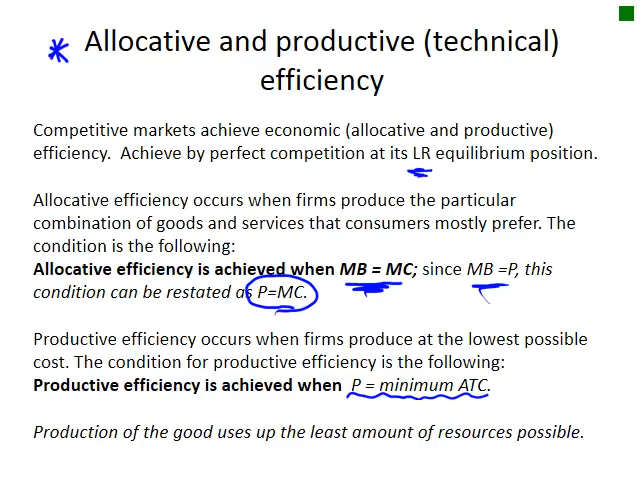 Allocative and productive (technical)
efficiency
Competitive markets achieve economic (allocative and productive)
efficiency.  Achieve by perfect competition at its LR equilibrium position.
Allocative efficiency occurs when firms produce the particular
combination of goods and services that consumers mostly prefer. The
condition is the following:
Allocative efficiency is achieved when MB = MC; since MB =P, this
condition can be restated as P=MC.
Productive efficiency occurs when firms produce at the lowest possible
cost. The condition for productive efficiency is the following:
Productive efficiency is achieved when  P = minimum ATC.
Production of the good uses up the least amount of resources possible.